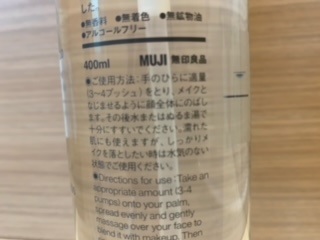 した。
●無香料 ●無着色 ●無鉱物油
●アルコールフリー
400ml MUJI 無印良品
●ご使用方法：手のひらに適量
(3~4プッシュ)をとり、メイクと
なじませるように顔全体にのばし
ます。その後水またはぬるま湯で
十分にすすいでください。濡れた
肌にも使えますが、しっかりメ
イクを落としたい時は水気のない
状態でご使用ください。
●Directions for use : Take an
appropriate amount (3-4
pumps) onto your palm,
spread evenly and gently
massage over your face to
blend it with makeup. Then